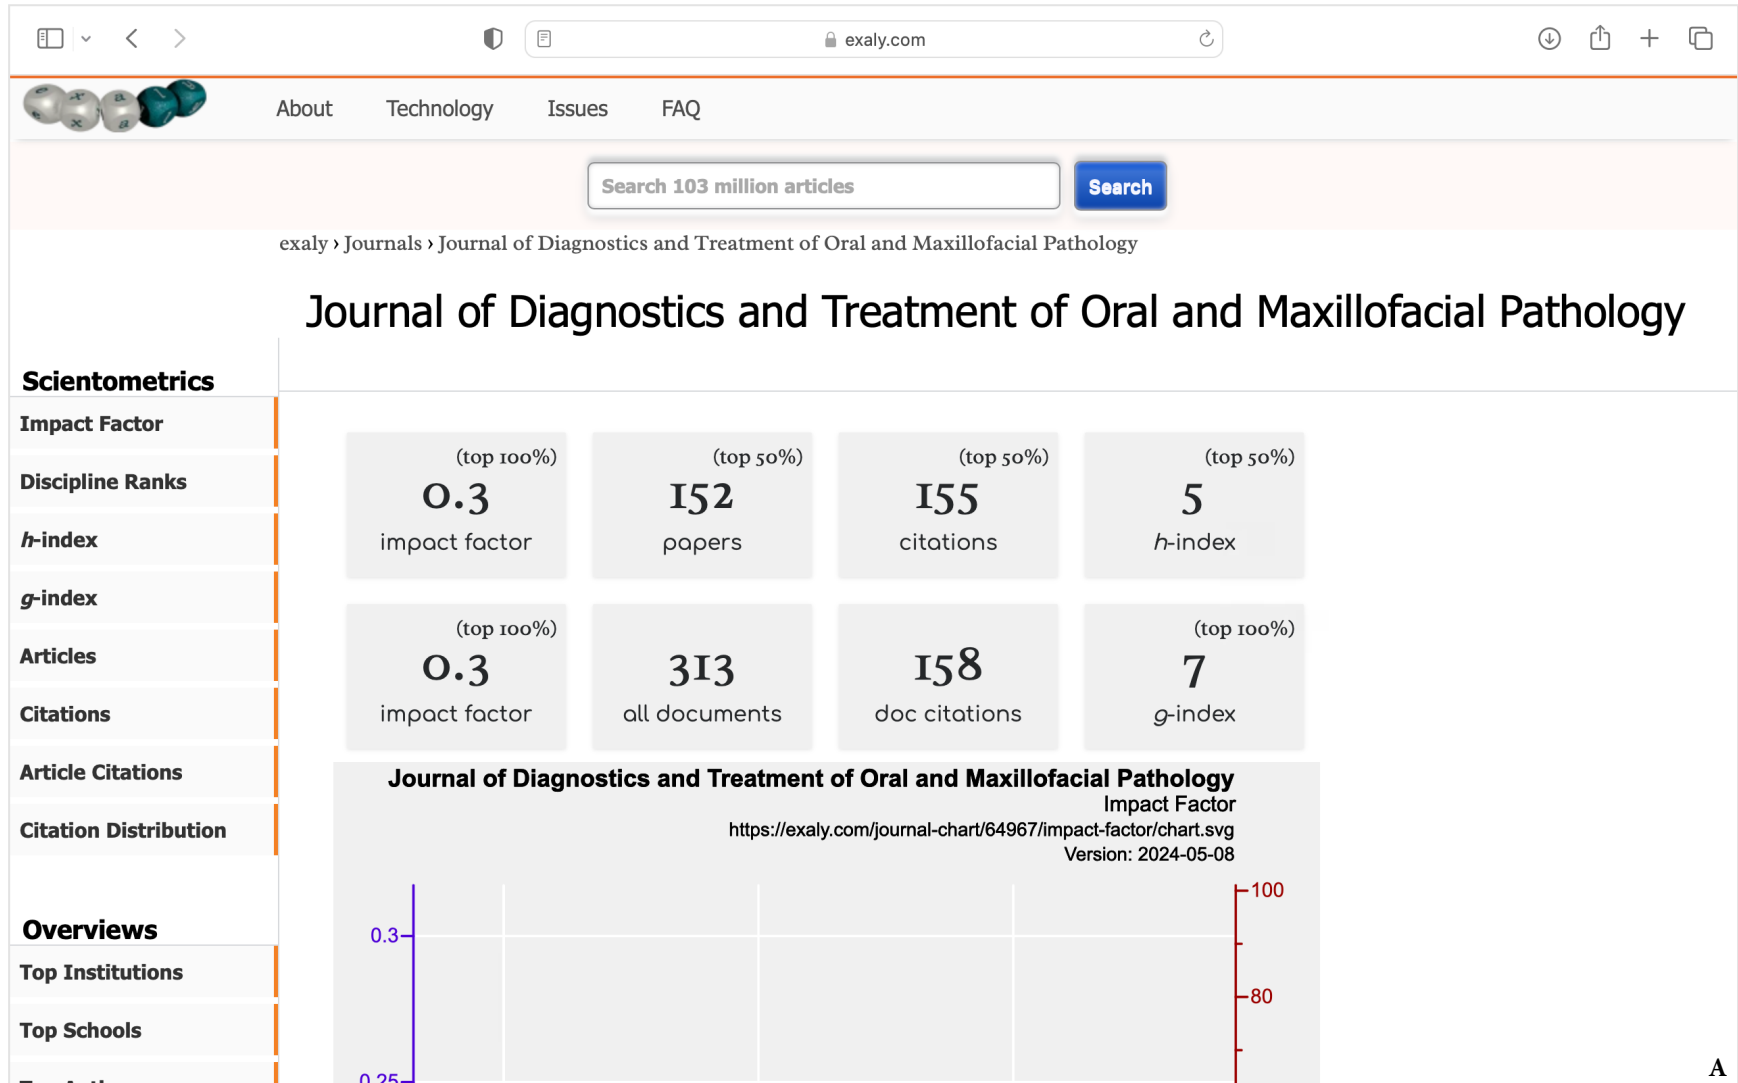 exaly.com
About Technology Issues FAQ
Search 103 million articles
Search
exaly › Journals › Journal of Diagnostics and Treatment of Oral and Maxillofacial Pathology
Journal of Diagnostics and Treatment of Oral and Maxillofacial Pathology
Scientometrics
Impact Factor
Discipline Ranks
h-index
g-index
Articles
Citations
Article Citations
Citation Distribution
Overviews
Top Institutions
Top Schools
(top 100%)
0.3
impact factor
(top 50%)
152
papers
(top 50%)
155
citations
(top 50%)
5
h-index
(top 100%)
0.3
impact factor
313
all documents
158
doc citations
(top 100%)
7
g-index
Journal of Diagnostics and Treatment of Oral and Maxillofacial Pathology
Impact Factor
https://exaly.com/journal-chart/64967/impact-factor/chart.svg
Version: 2024-05-08
100
0.3
80
0.25
A